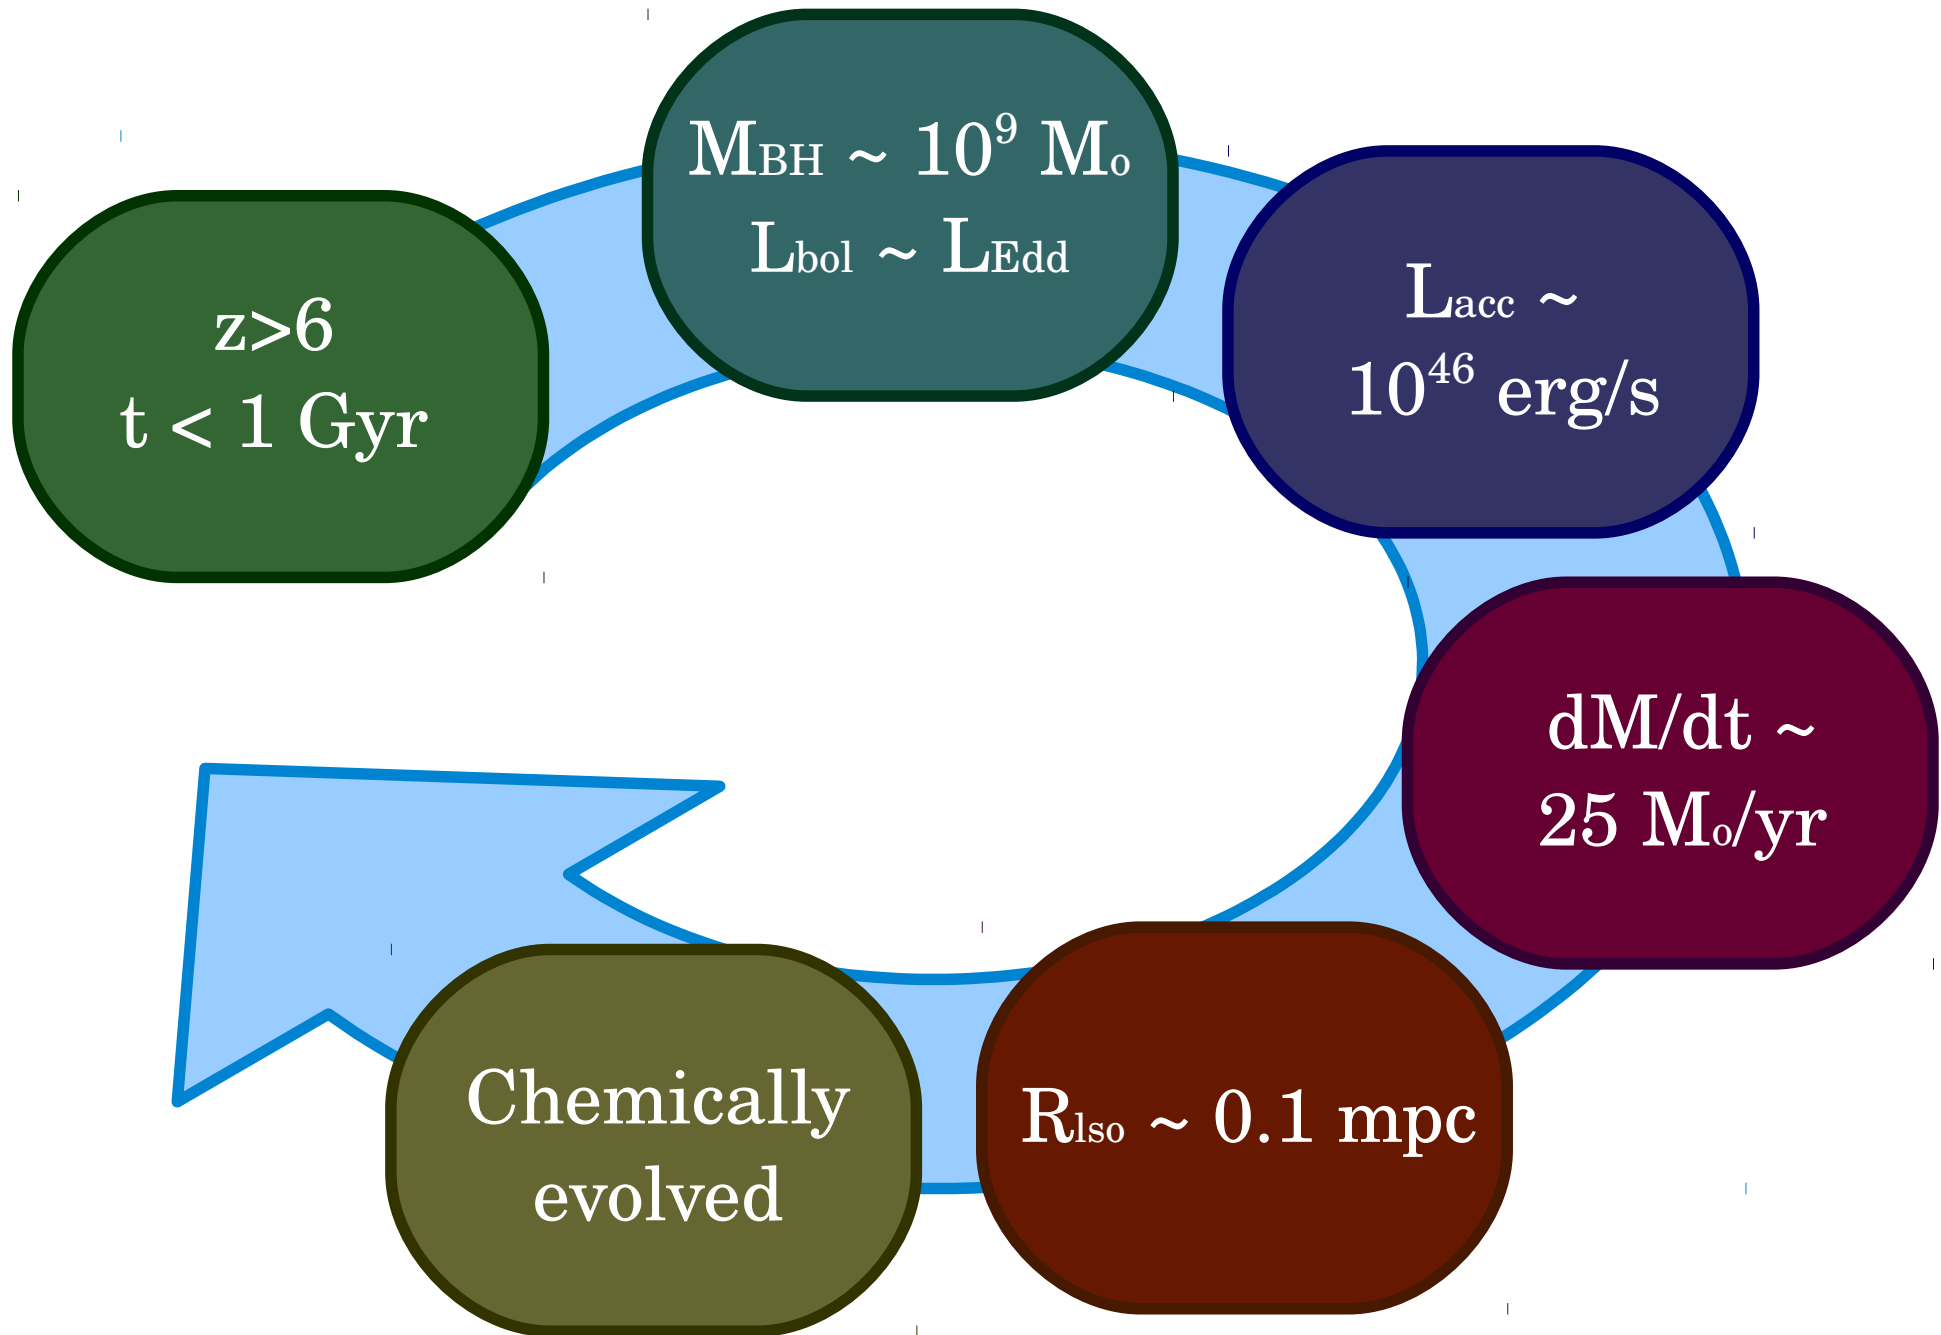 z>6
t < 1 Gyr
MBH ~ 10⁹ Mo
Lbol ~ LEdd
Lacc ~
10⁴⁶ erg/s
dM/dt ~
25 Mo/yr
Rlso ~ 0.1 mpc
Chemically
evolved